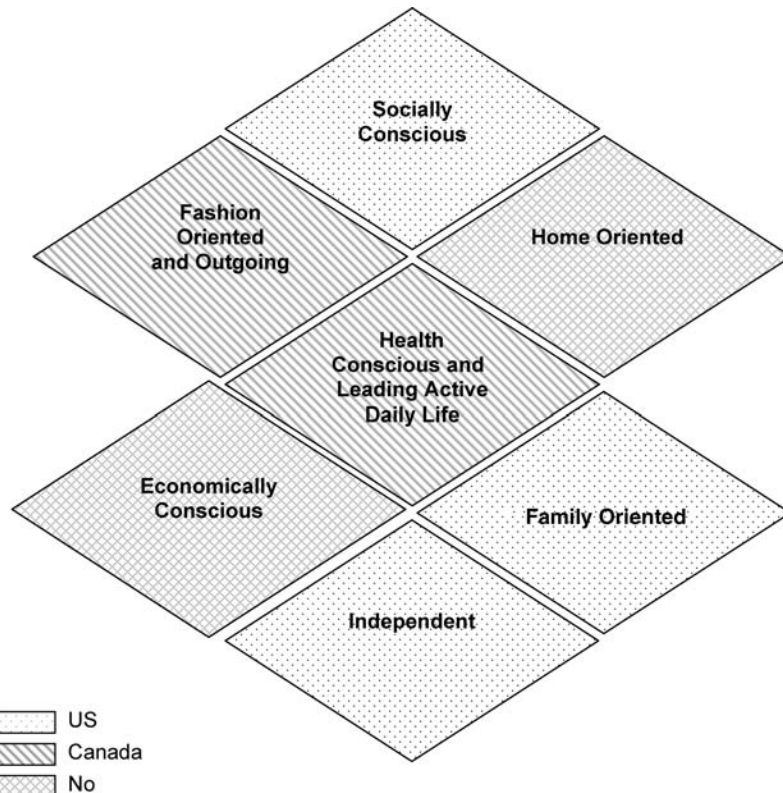 Socially
Conscious
Fashion
Oriented
and Outgoing
Home Oriented
Health
Conscious and
Leading Active
Daily Life
Economically
Conscious
Family Oriented
Independent
US
Canada
No